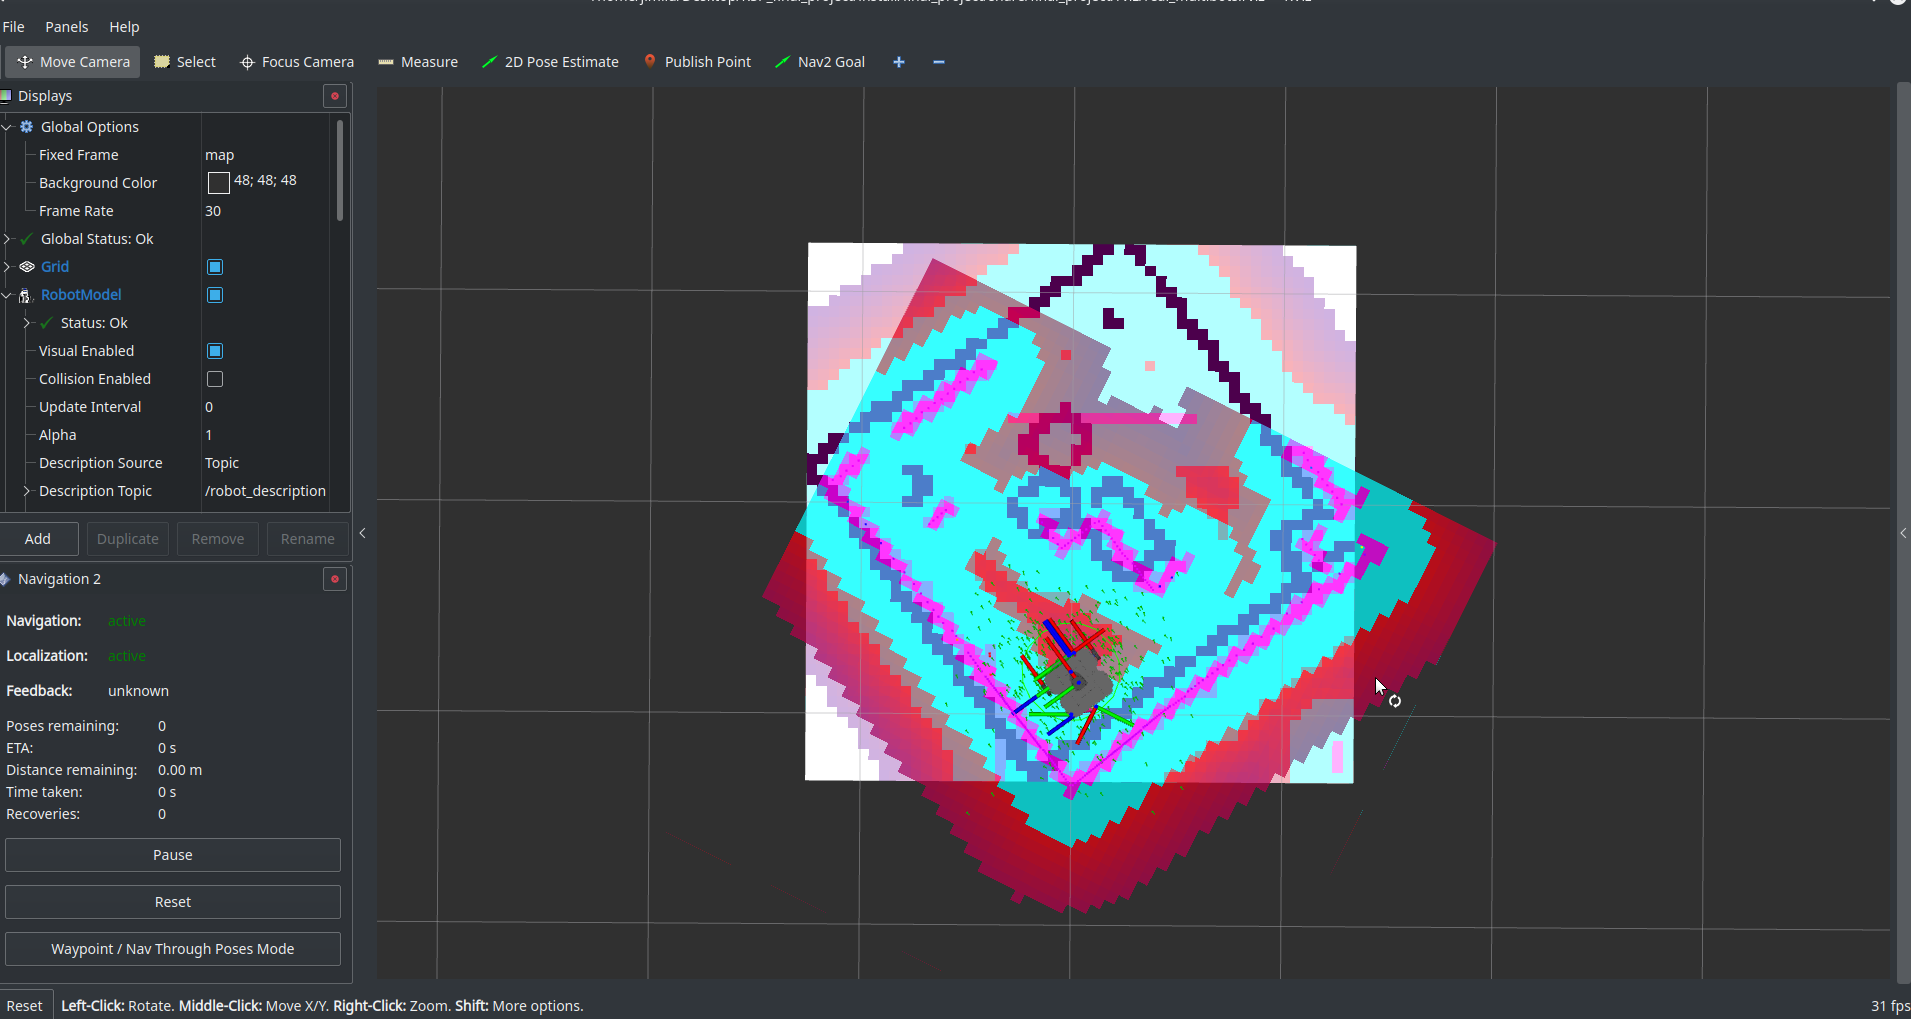 File Panels Help
Move Camera Select Focus Camera Measure 2D Pose Estimate Publish Point Nav2 Goal
Displays
Global Options
Fixed Frame map
Background Color 48; 48; 48
Frame Rate 30
Global Status: Ok
Grid
RobotModel
Status: Ok
Visual Enabled
Collision Enabled
Update Interval 0
Alpha 1
Description Source Topic
Description Topic /robot_description
Add Duplicate Remove Rename
Navigation 2
Navigation: active
Localization: active
Feedback: unknown
Poses remaining: 0
ETA: 0 s
Distance remaining: 0.00 m
Time taken: 0 s
Recoveries: 0
Pause
Reset
Waypoint / Nav Through Poses Mode
Reset Left-Click: Rotate. Middle-Click: Move X/Y. Right-Click: Zoom. Shift: More options. 31 fps